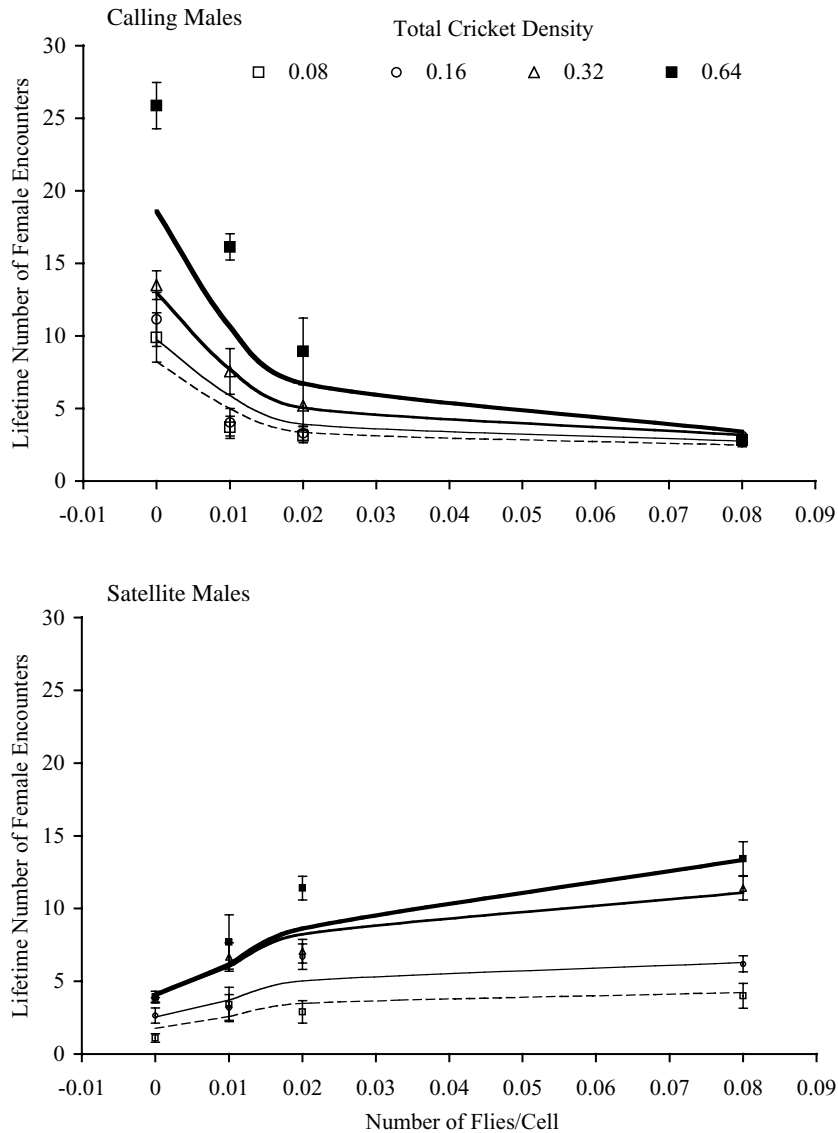 Calling Males
Total Cricket Density
0.08 0.16 0.32 0.64
Lifetime Number of Female Encounters
30
25
20
15
10
5
0
-0.01 0 0.01 0.02 0.03 0.04 0.05 0.06 0.07 0.08 0.09
Satellite Males
Lifetime Number of Female Encounters
30
25
20
15
10
5
0
-0.01 0 0.01 0.02 0.03 0.04 0.05 0.06 0.07 0.08 0.09
Number of Flies/Cell